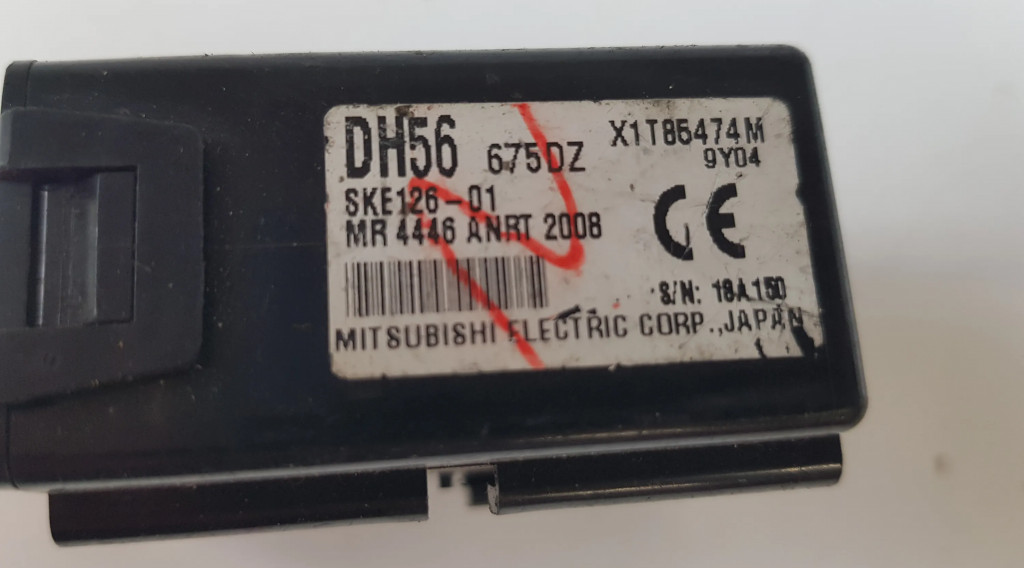 DH56 675DZ X1T85474M
9Y04
SKE126-01
MR 4446 ANRT 2008
CE
S/N: 18A150
MITSUBISHI ELECTRIC CORP.,JAPAN